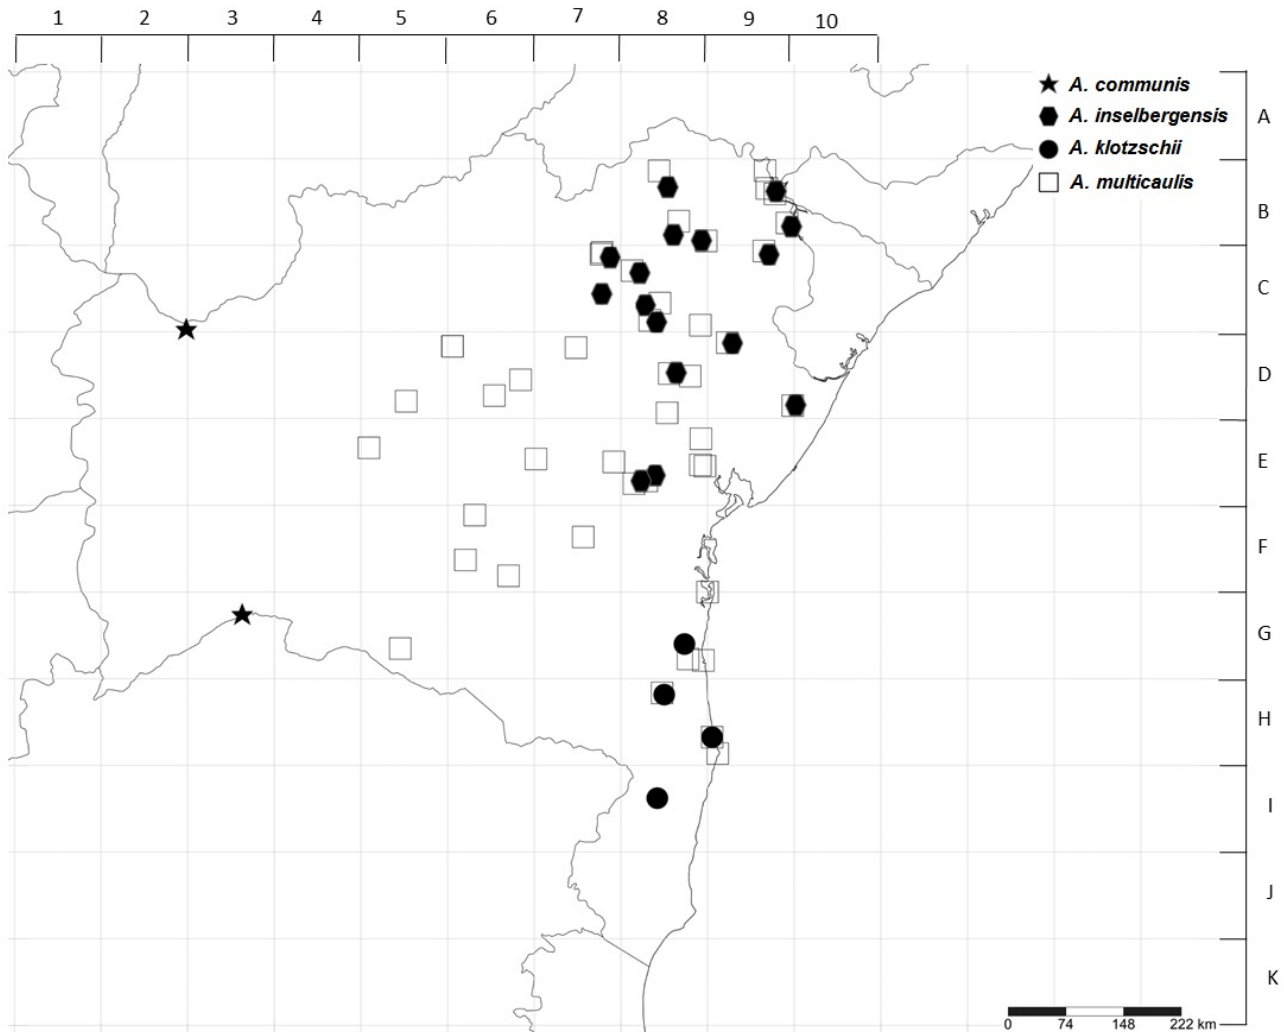 1 2 3 4 5 6 7 8 9 10
A. communis
A. inselbergensis
A. klotzschii
A. multicaulis
A
B
C
D
E
F
G
H
I
J
K
0 74 148 222 km